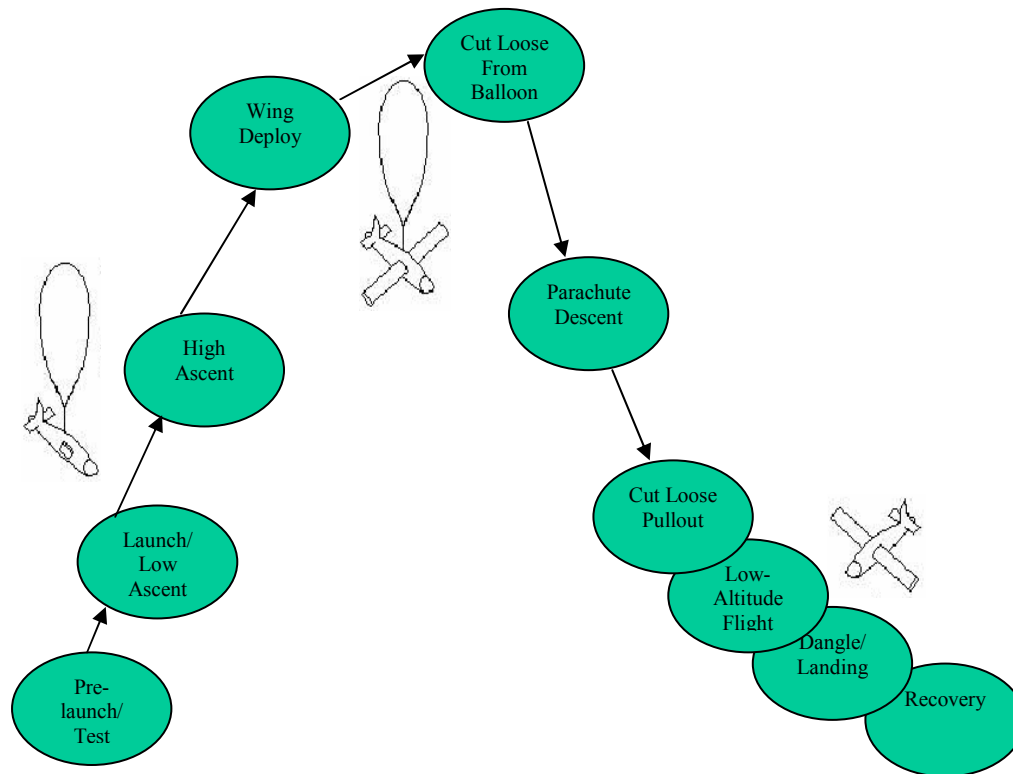 Pre-
launch/
Test
Launch/
Low
Ascent
High
Ascent
Wing
Deploy
Cut Loose
From
Balloon
Parachute
Descent
Cut Loose
Pullout
Low-
Altitude
Flight
Dangle/
Landing
Recovery